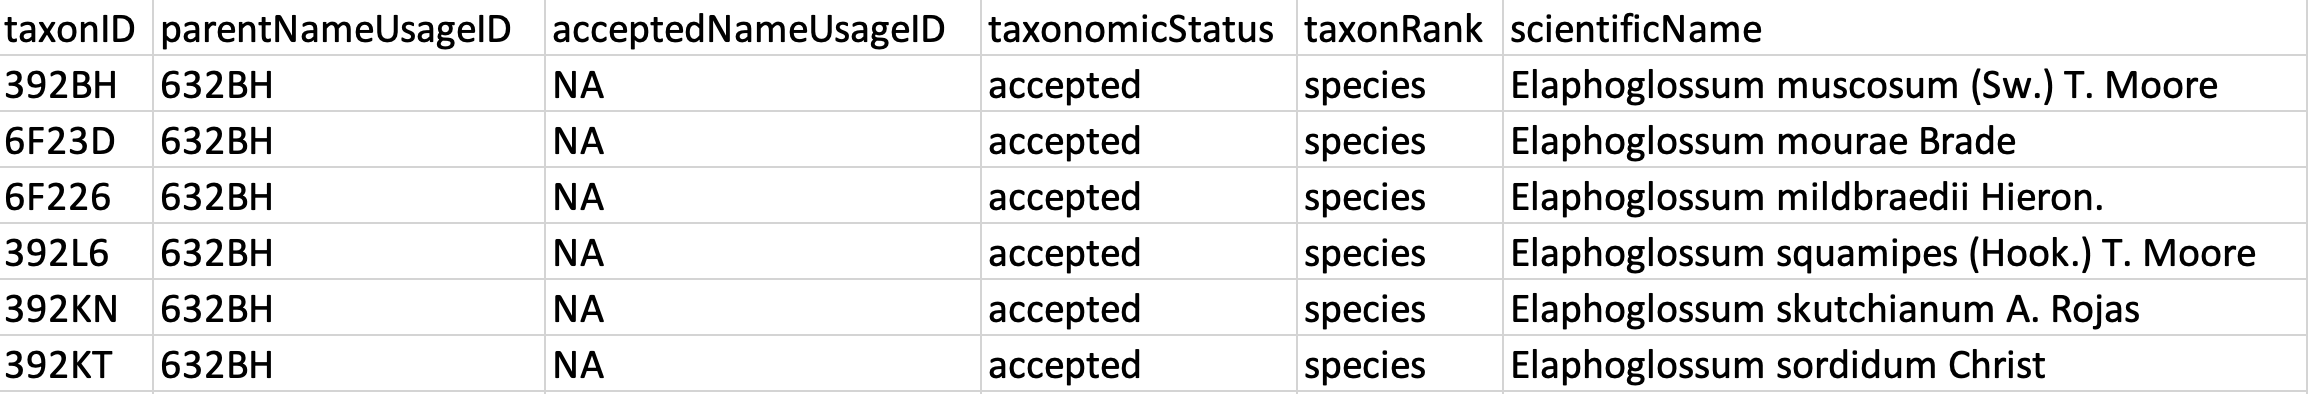 taxonID parentNameUsageID acceptedNameUsageID taxonomicStatus taxonRank scientificName
392BH 632BH NA accepted species Elaphoglossum muscosum (Sw.) T. Moore
6F23D 632BH NA accepted species Elaphoglossum mourae Brade
6F226 632BH NA accepted species Elaphoglossum mildbraedii Hieron.
392L6 632BH NA accepted species Elaphoglossum squamipes (Hook.) T. Moore
392KN 632BH NA accepted species Elaphoglossum skutchianum A. Rojas
392KT 632BH NA accepted species Elaphoglossum sordidum Christ